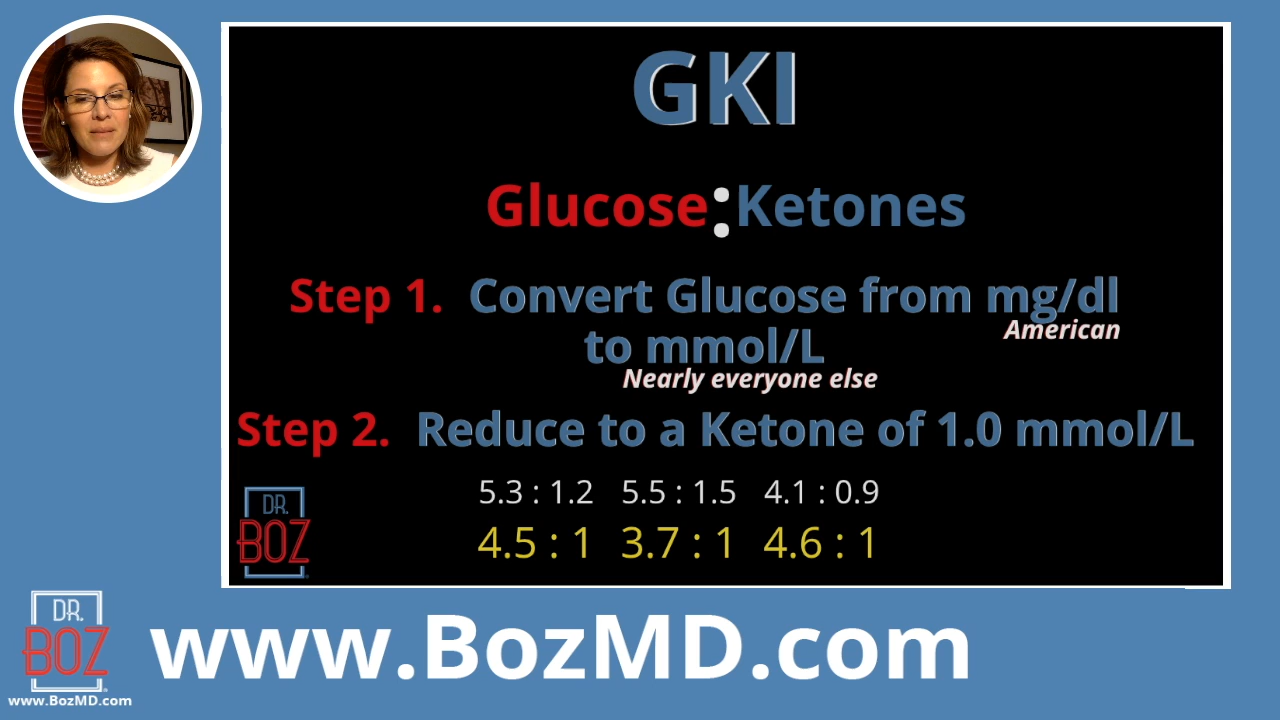 GKI
Glucose:Ketones
Step 1. Convert Glucose from mg/dl
American
to mmol/L
Nearly everyone else
Step 2. Reduce to a Ketone of 1.0 mmol/L
5.3 : 1.2 5.5 : 1.5 4.1 : 0.9
4.5 : 1 3.7 : 1 4.6 : 1
DR.
BOZ
DR.
BOZ
www.BozMD.com
www.BozMD.com